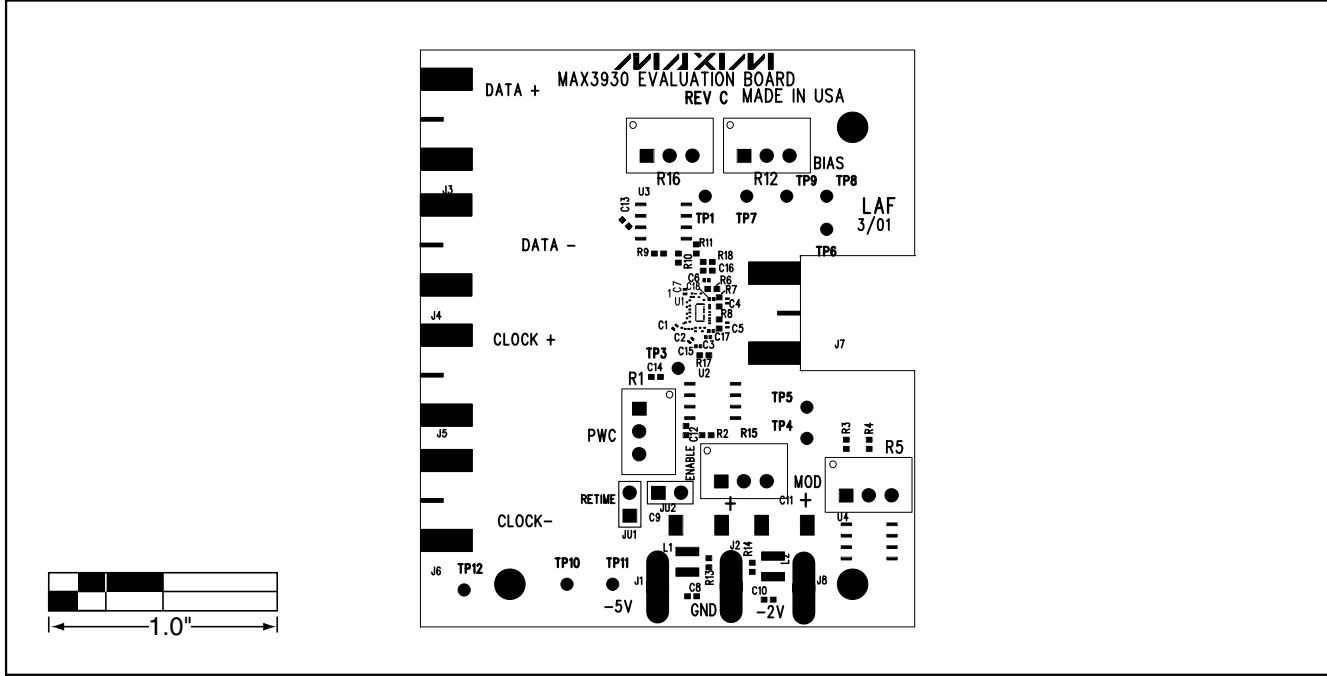 MAXIM
MAX3930 EVALUATION BOARD
REV C MADE IN USA
DATA +
BIAS
R16
R12
TP9
TP8
J3
U3
C13
TP1
TP7
LAF
3/01
TP6
DATA -
R9
R10
R11
R18
C16
C6
R6
C18
R7
C7
1
U1
C4
R8
C1
C5
C2
C17
C3
C15
R17
J4
CLOCK +
J7
TP3
C14
U2
R1
TP5
TP4
PWC
C12
R2
R15
R3
R4
R5
J5
ENABLE
MOD
RETIME
JU2
C9
+
C11
+
U4
CLOCK-
JU1
L1
J2
R14
L2
R13
J6
TP12
TP10
TP11
J1
J8
C8
C10
-5V
GND
-2V
1.0"